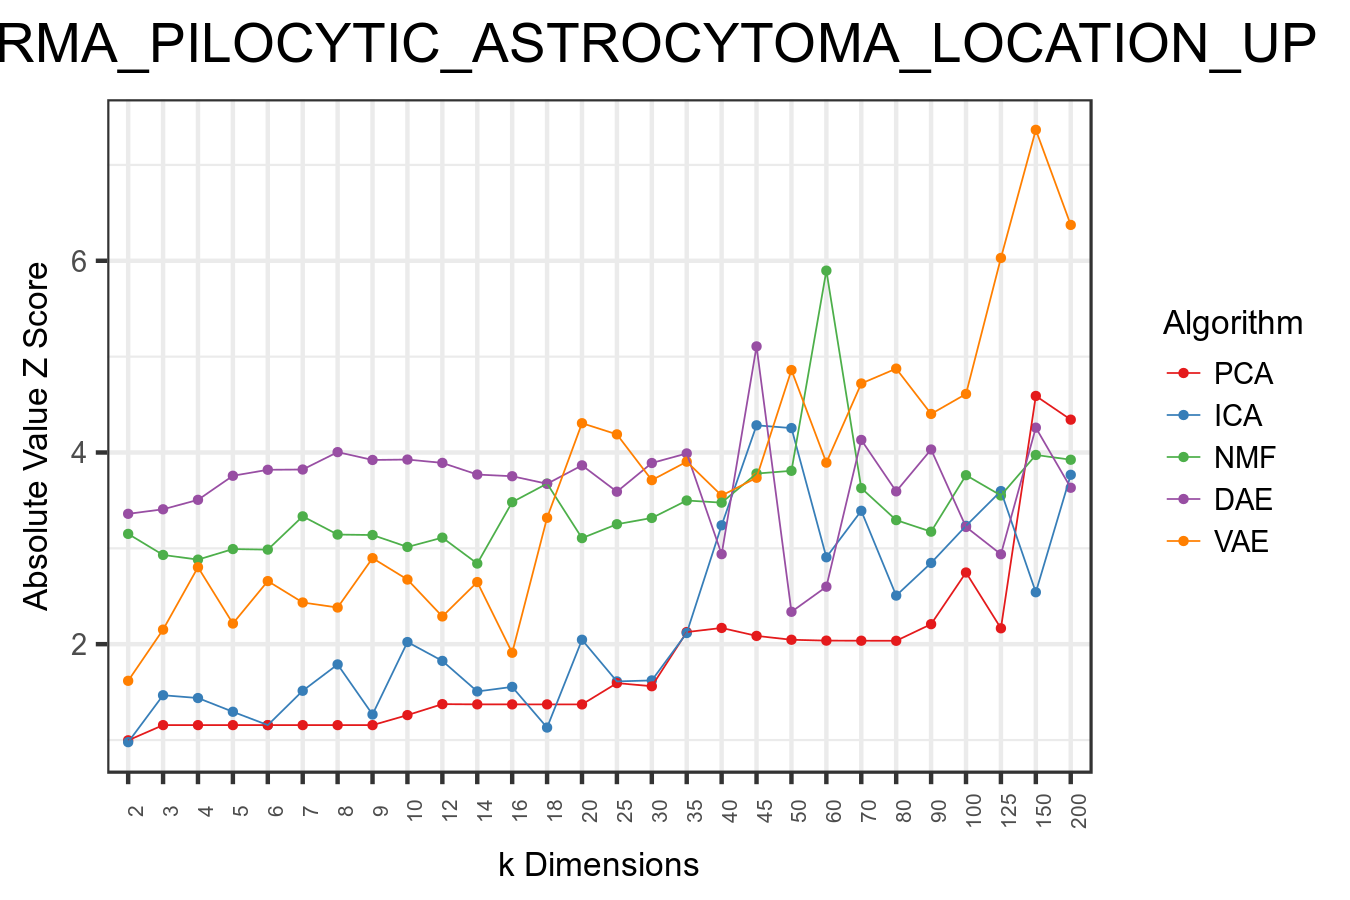 RMA_PILOCYTIC_ASTROCYTOMA_LOCATION_UP
Absolute Value Z Score
6
4
2
2 3 4 5 6 7 8 9 10 12 14 16 18 20 25 30 35 40 45 50 60 70 80 90 100 125 150 200
k Dimensions
Algorithm
PCA
ICA
NMF
DAE
VAE